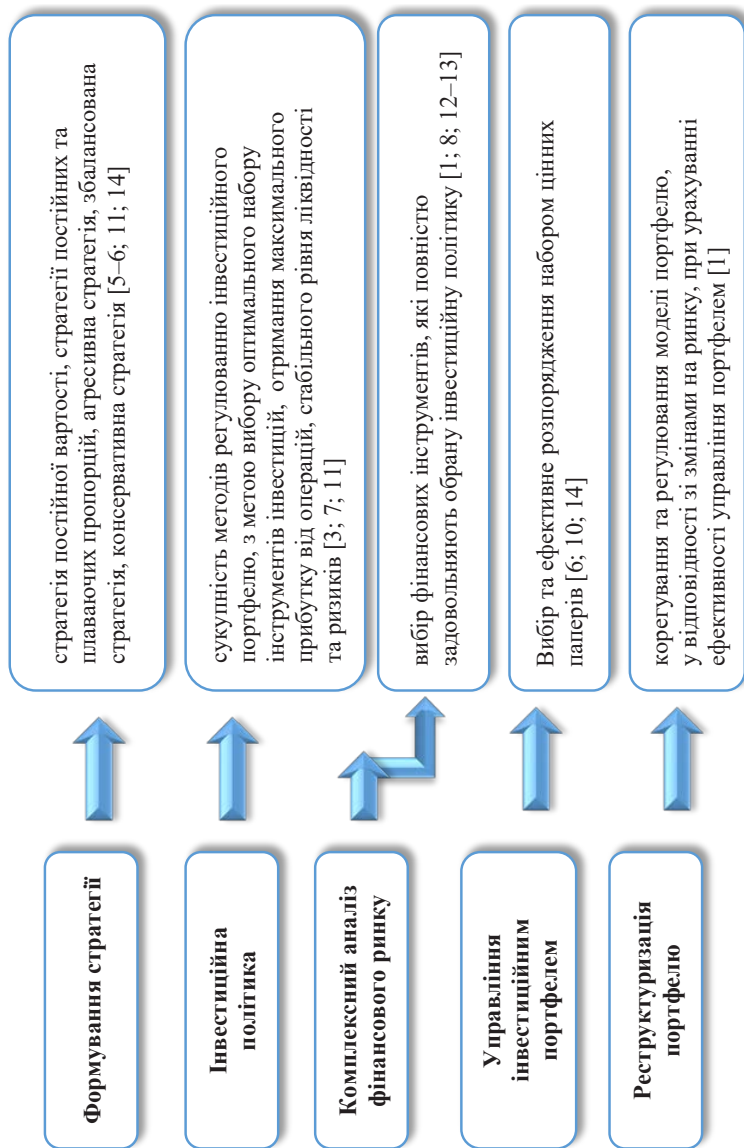 Формування стратегії
стратегія постійної вартості, стратегії постійних та
плаваючих пропорцій, агресивна стратегія, збалансована
стратегія, консервативна стратегія [5–6; 11; 14]
Інвестиційна
політика
сукупність методів регулюванню інвестиційного
портфелю, з метою вибору оптимального набору
інструментів інвестицій, отримання максимального
прибутку від операцій, стабільного рівня ліквідності
та ризиків [3; 7; 11]
Комплексний аналіз
фінансового ринку
вибір фінансових інструментів, які повністю
задовольняють обрану інвестиційну політику [1; 8; 12–13]
Управління
інвестиційним
портфелем
Вибір та ефективне розпорядження набором цінних
паперів [6; 10; 14]
Реструктуризація
портфелю
корегування та регулювання моделі портфелю,
у відповідності зі змінами на ринку, при урахуванні
ефективності управління портфелем [1]